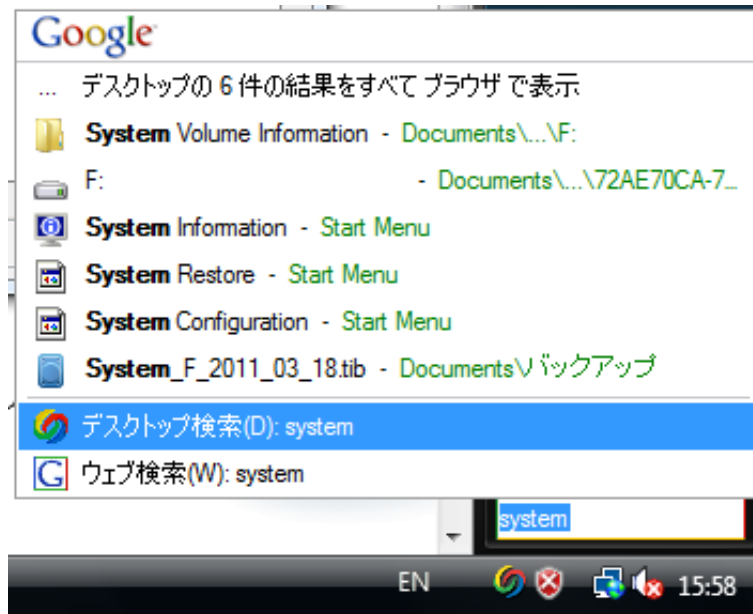 Google
... デスクトップの 6 件の結果をすべて ブラウザ で表示
System Volume Information - Documents\...\F:
F: - Documents\...\72AE70CA-7...
System Information - Start Menu
System Restore - Start Menu
System Configuration - Start Menu
System_F_2011_03_18.tib - Documents\バックアップ
デスクトップ検索(D): system
ウェブ検索(W): system
system
EN 15:58